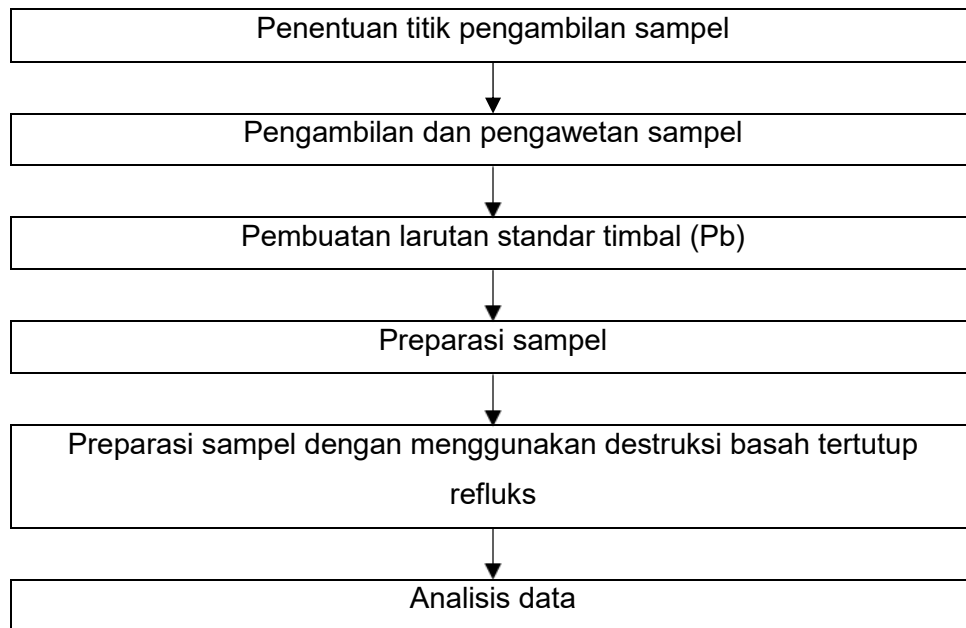 Penentuan titik pengambilan sampel
Pengambilan dan pengawetan sampel
Pembuatan larutan standar timbal (Pb)
Preparasi sampel
Preparasi sampel dengan menggunakan destruksi basah tertutup
refluks
Analisis data